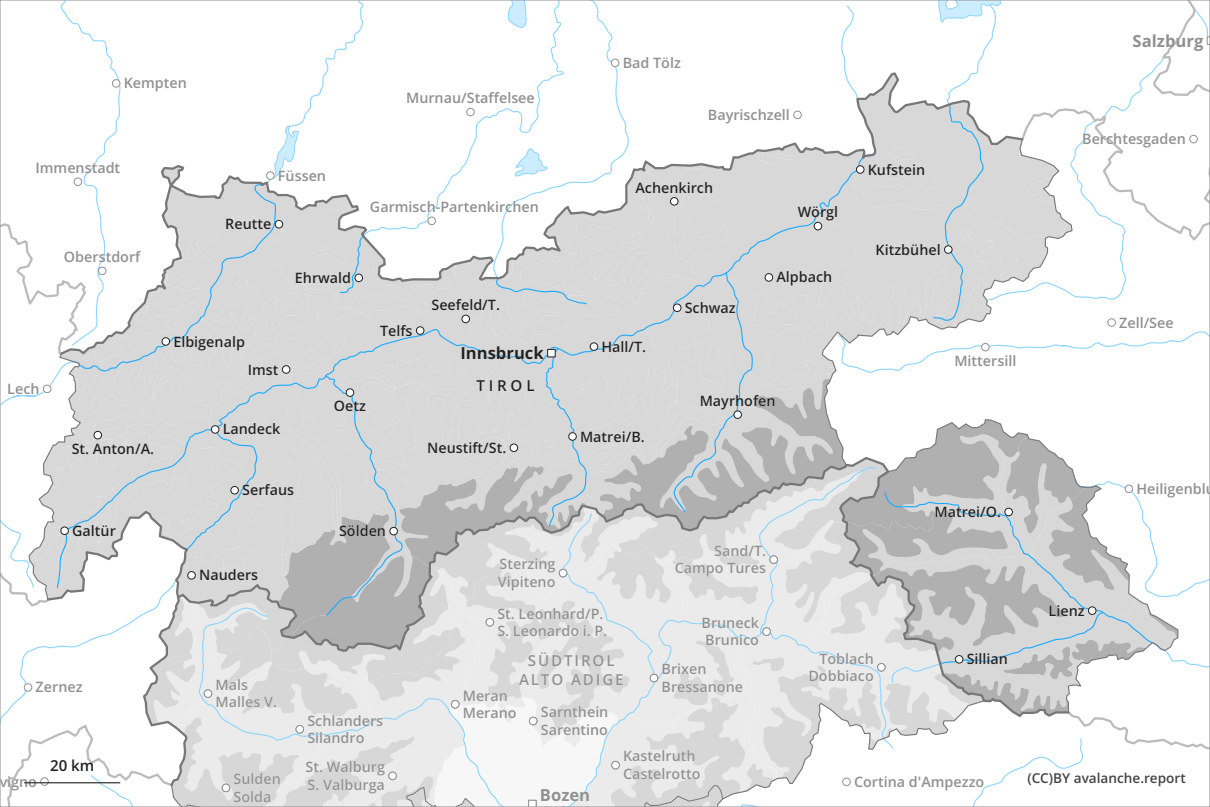 Salzburg
Bad Tölz
Kempten
Murnau/Staffelsee
Bayrischzell
Berchtesgaden
Immenstadt
Füssen
Kufstein
Achenkirch
Garmisch-Partenkirchen
Wörgl
Reutte
Kitzbühel
Oberstdorf
Ehrwald
Alpbach
Seefeld/T.
Schwaz
Zell/See
Telfs
Elbigenalp
Innsbruck
Hall/T.
Mittersill
Imst
TIROL
Lech
Oetz
Mayrhofen
Landeck
Matrei/B.
St. Anton/A.
Neustift/St.
Serfaus
Heiligenblu
Matrei/O.
Galtür
Sölden
Sand/T.
Campo Tures
Sterzing
Vipiteno
Nauders
Lienz
St. Leonhard/P.
S. Leonardo i. P.
Bruneck
Brunico
SÜDTIROL
ALTO ADIGE
Toblach
Dobbiaco
Sillian
Brixen
Bressanone
Zernez
Mals
Malles V.
Meran
Merano
Sarnthein
Sarentino
Schlanders
Silandro
Kastelruth
Castelrotto
20 km
St. Walburg
S. Valburga
vigno
Sulden
Solda
Cortina d'Ampezzo
(CC)BY avalanche.report
Bozen